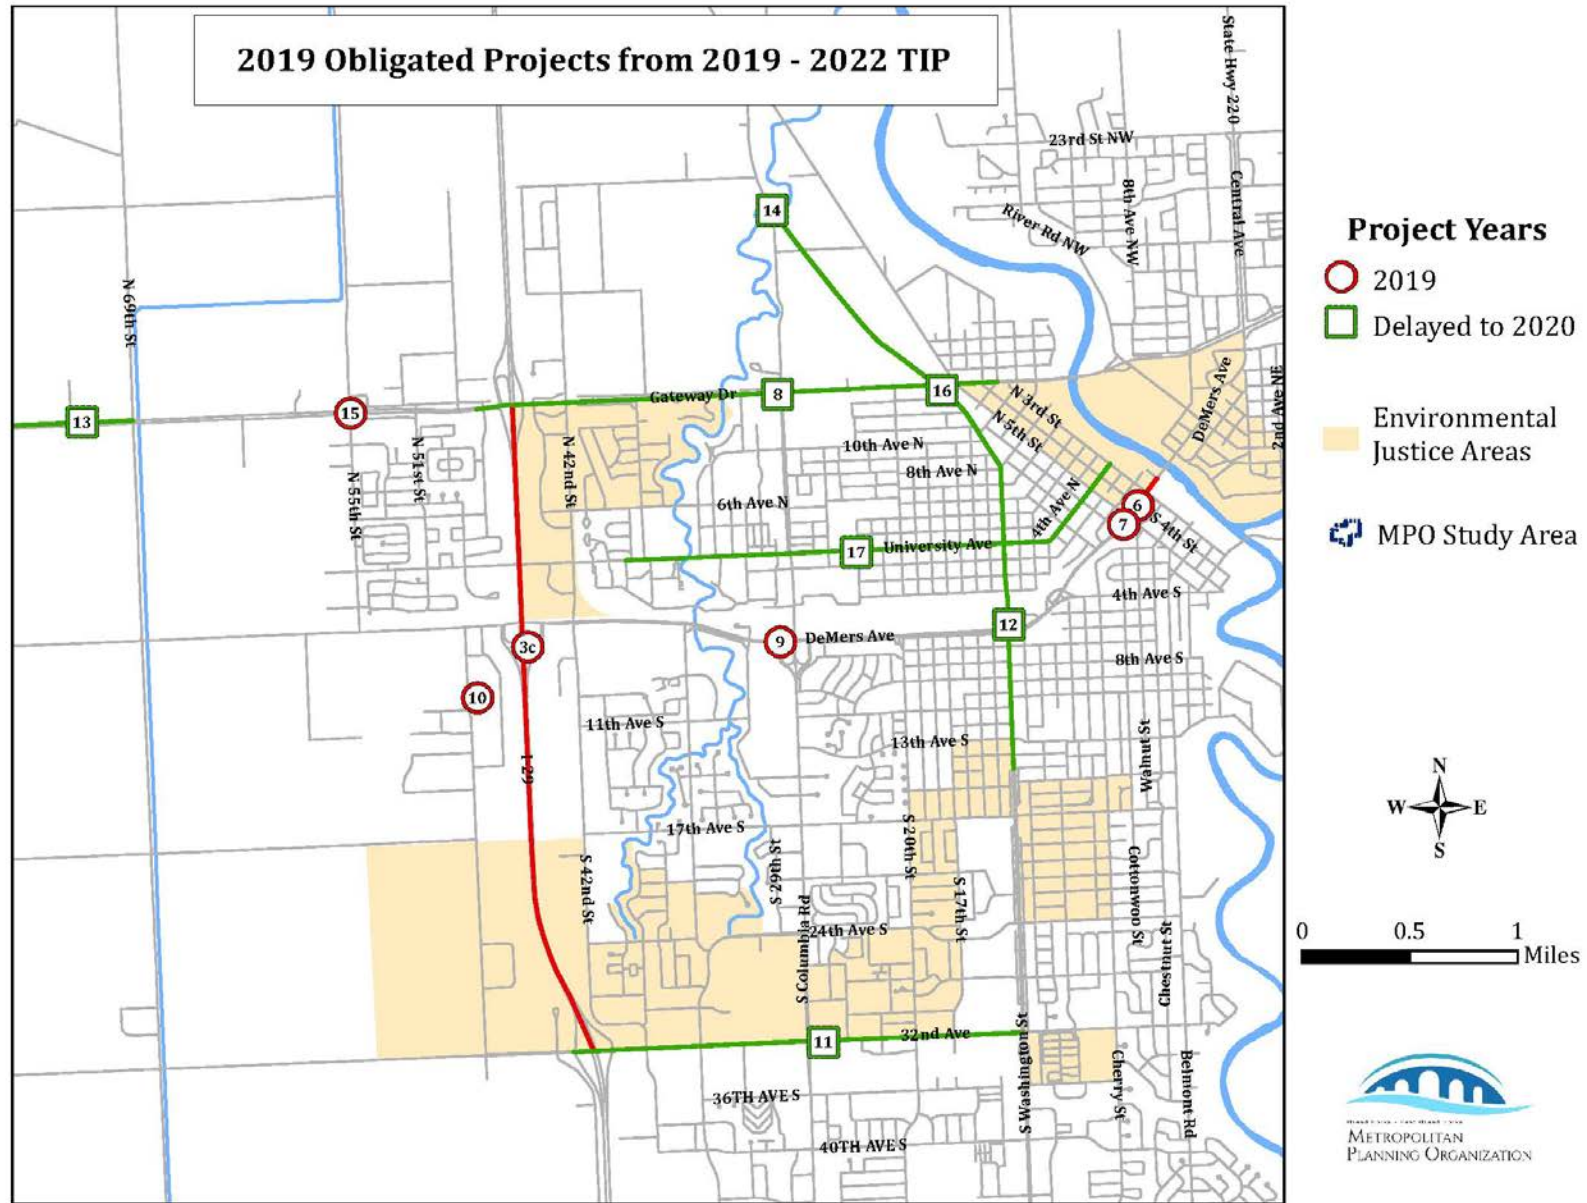 2019 Obligated Projects from 2019 - 2022 TIP
State Hwy 220
23rd St NW
8th Ave NW
Central Ave
River Rd NW
14
N 69th St
DeMers Ave
2nd Ave NE
Gateway Dr
8
16
13
15
N 3rd St
N 5th St
N 51st St
N 42nd St
10th Ave N
8th Ave N
N 55th St
6th Ave N
4th Ave N
6
7
S 4th St
University Ave
17
4th Ave S
12
9
DeMers Ave
3c
8th Ave S
10
11th Ave S
13th Ave S
Walnut St
I-29
17th Ave S
S 20th St
S 29th St
S 42nd St
Cottonwoo St
S 17th St
24th Ave S
S Columbia Rd
Chestnut St
32nd Ave
11
S Washington St
Cherry St
Belmont Rd
36TH AVE S
40TH AVE S
Project Years
2019
Delayed to 2020
Environmental
Justice Areas
MPO Study Area
N
W E
S
0 0.5 1
Miles
METROPOLITAN
PLANNING ORGANIZATION